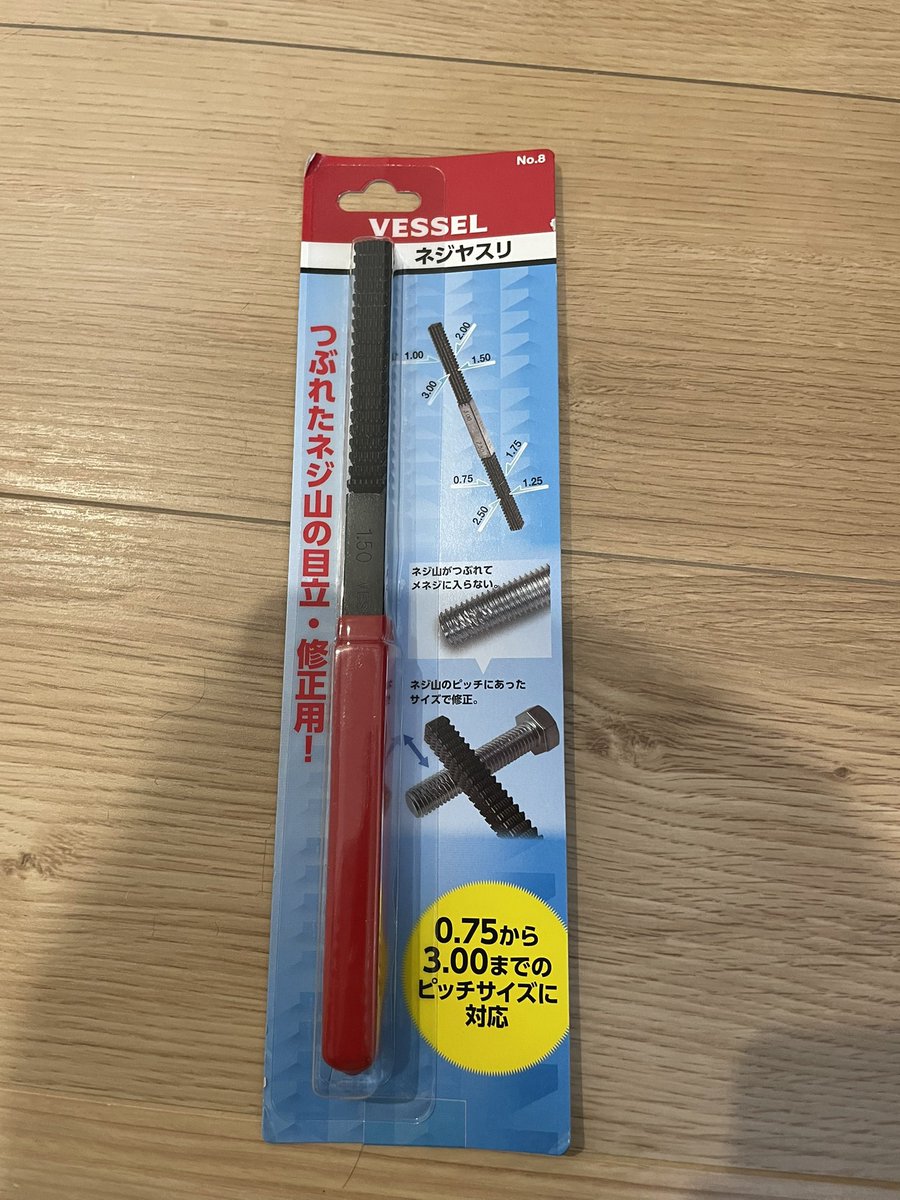 No.8
VESSEL
ネジヤスリ
つぶれたネジ山の目立・修正用！
2.00
1.00
1.50
3.00
1.75
0.75
1.25
2.50
1.50
ネジ山がつぶれて
メネジに入らない。
ネジ山のピッチにあった
サイズで修正。
0.75から
3.00までの
ピッチサイズに
対応